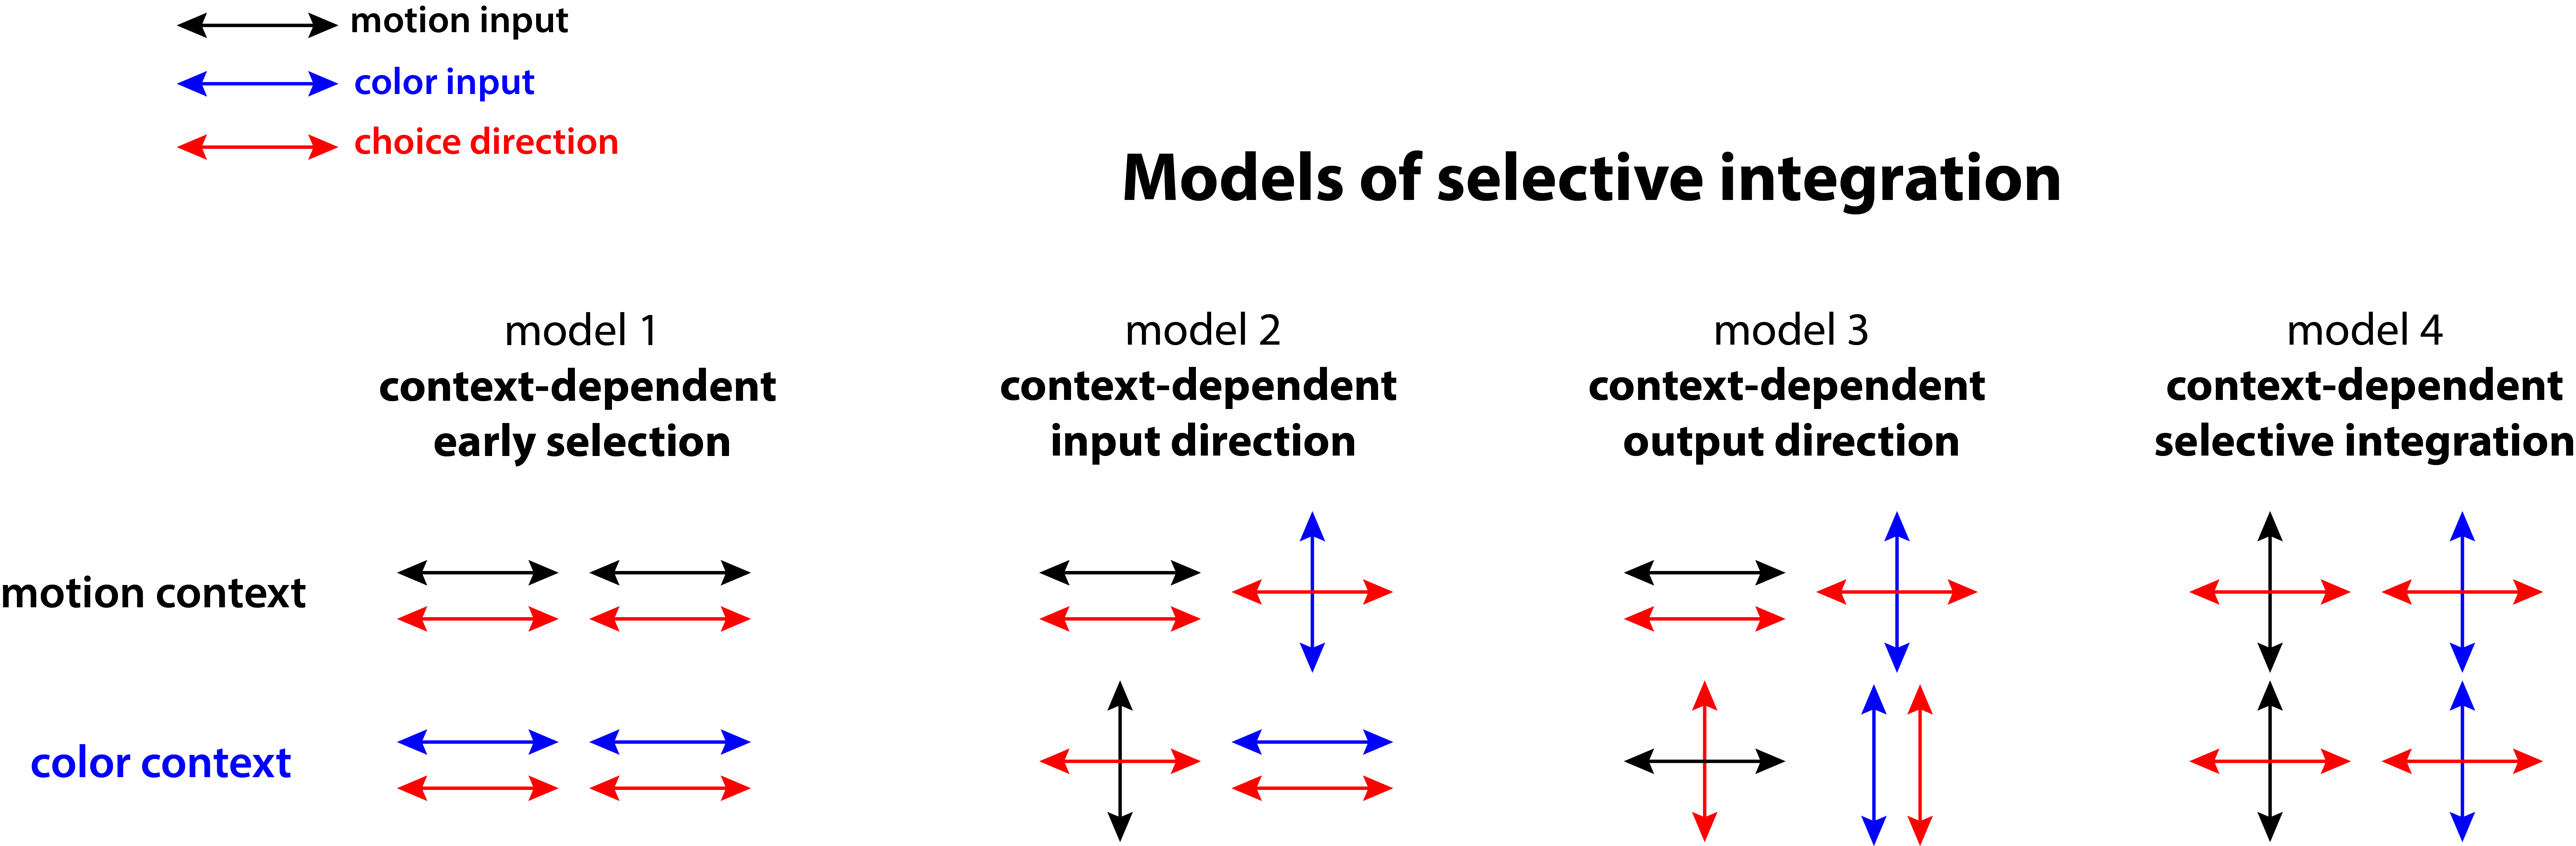 motion input
color input
choice direction
Models of selective integration
model 1
context-dependent
early selection
model 2
context-dependent
input direction
model 3
context-dependent
output direction
model 4
context-dependent
selective integration
motion context
color context